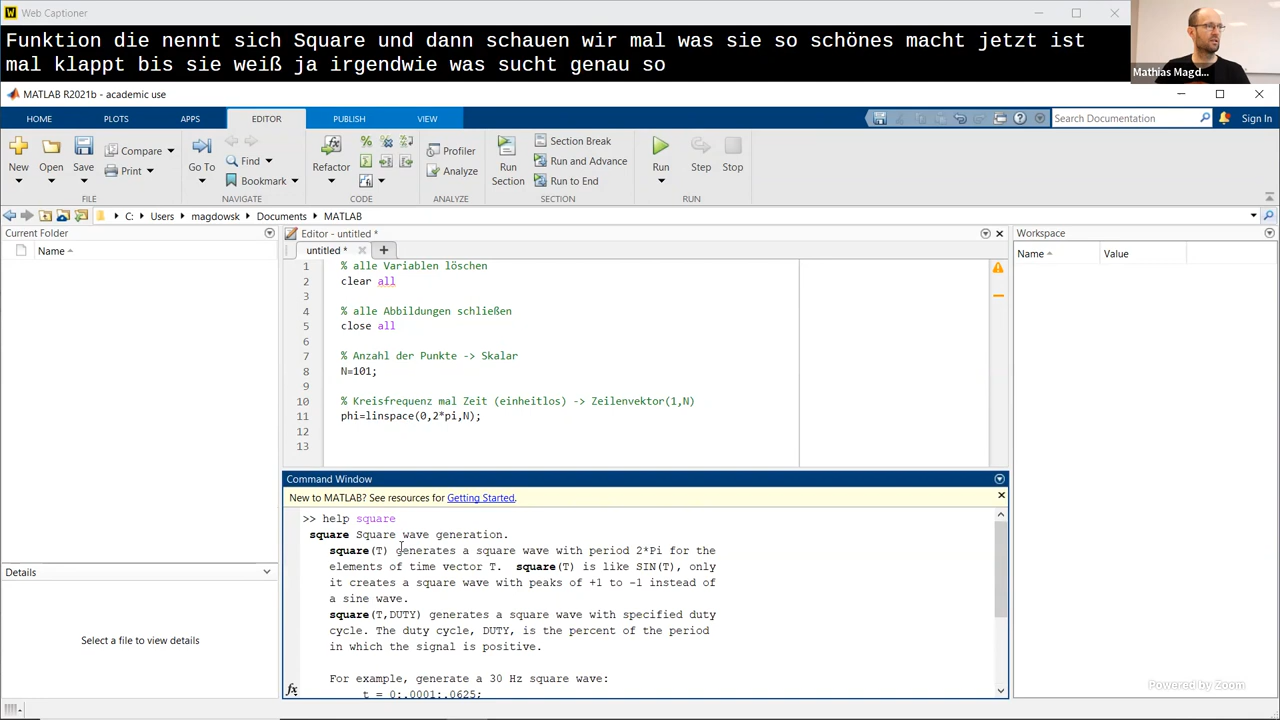 Web Captioner
Funktion die nennt sich Square und dann schauen wir mal was sie so schönes macht jetzt ist
mal klappt bis sie weiß ja irgendwie was sucht genau so
Mathias Magd...
MATLAB R2021b - academic use
HOME PLOTS APPS EDITOR PUBLISH VIEW
Search Documentation
Sign In
New Open Save
Compare
Print
FILE
Go To
Find
Bookmark
NAVIGATE
Refactor
CODE
Profiler
Analyze
ANALYZE
Run
Section
Section Break
Run and Advance
Run to End
SECTION
Run Step Stop
RUN
C: Users magdowsk Documents MATLAB
Current Folder
Name
Details
Select a file to view details
Editor - untitled *
untitled *
1 % alle Variablen löschen
2 clear all
3
4 % alle Abbildungen schließen
5 close all
6
7 % Anzahl der Punkte -> Skalar
8 N=101;
9
10 % Kreisfrequenz mal Zeit (einheitlos) -> Zeilenvektor(1,N)
11 phi=linspace(0,2*pi,N);
12
13
Command Window
New to MATLAB? See resources for Getting Started.
>> help square
square Square wave generation.
square(T) generates a square wave with period 2*Pi for the
elements of time vector T. square(T) is like SIN(T), only
it creates a square wave with peaks of +1 to -1 instead of
a sine wave.
square(T,DUTY) generates a square wave with specified duty
cycle. The duty cycle, DUTY, is the percent of the period
in which the signal is positive.
For example, generate a 30 Hz square wave:
t = 0:.0001:.0625;
fx
Workspace
Name Value
Powered by Zoom